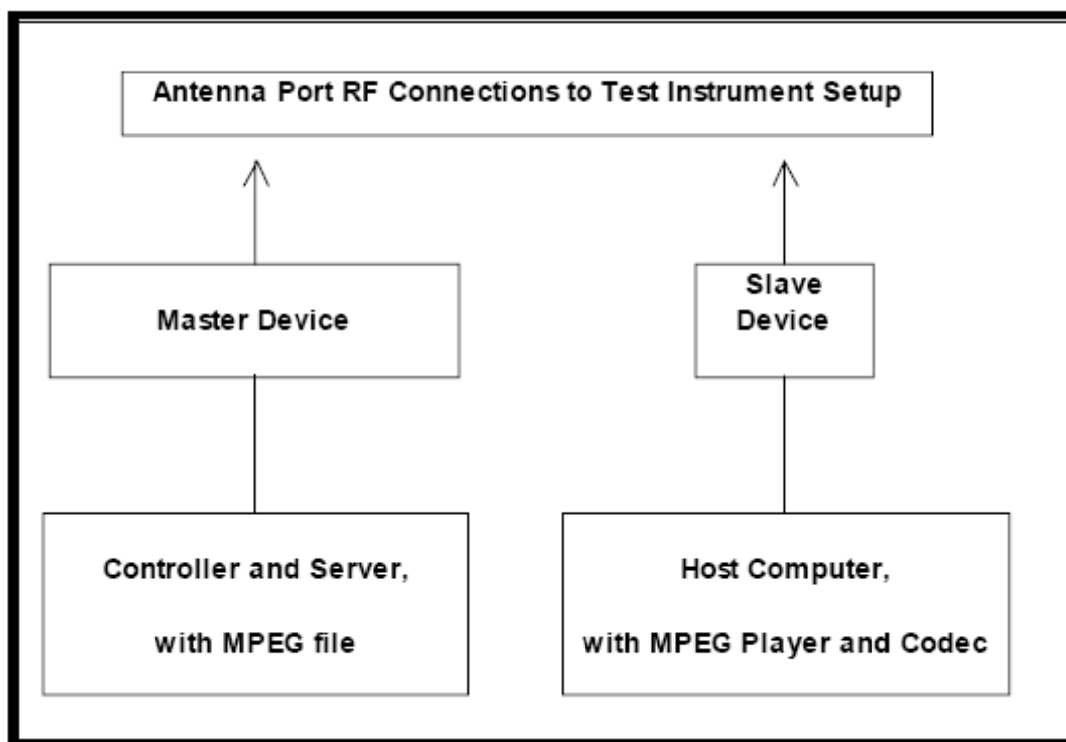 Antenna Port RF Connections to Test Instrument Setup
Master Device
Slave
Device
Controller and Server,
with MPEG file
Host Computer,
with MPEG Player and Codec